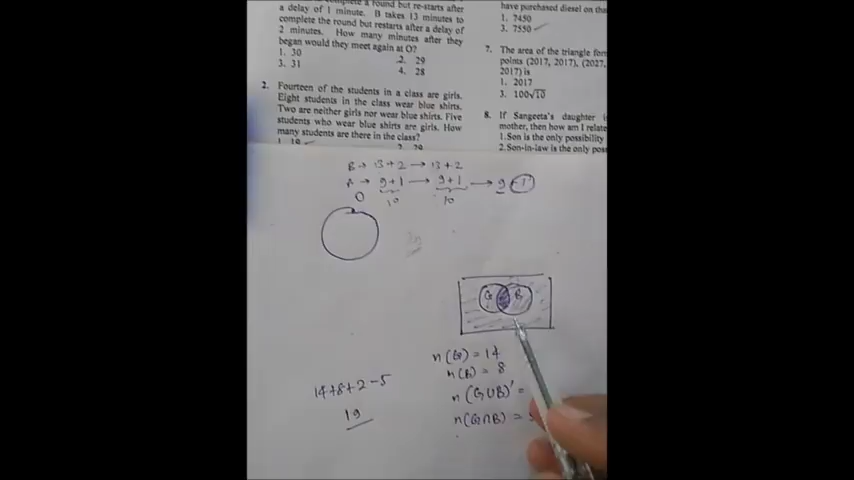 complete a round but re-starts after
a delay of 1 minute. B takes 13 minutes to
complete the round but restarts after a delay of
2 minutes. How many minutes after they
began would they meet again at O?
1. 30
2. 29
3. 31
4. 28
2. Fourteen of the students in a class are girls.
Eight students in the class wear blue shirts.
Two are neither girls nor wear blue shirts. Five
students who wear blue shirts are girls. How
many students are there in the class?
have purchased diesel on
1. 7450
3. 7550
7. The area of the triangle
points (2017, 2017), (2027,
2017) is
1. 2017
3. 100√10
8. If Sangeeta's daughter
mother, then how am I
1. Son is the only possibility
2. Son-in-law is the only
B → 13+2 → 13+2
A → 9+1 → 9+1 → 9
O 10 10
G B
n(G) = 14
n(B) = 8
n(G∪B)' =
n(G∩B) =
14+8+2-5
19